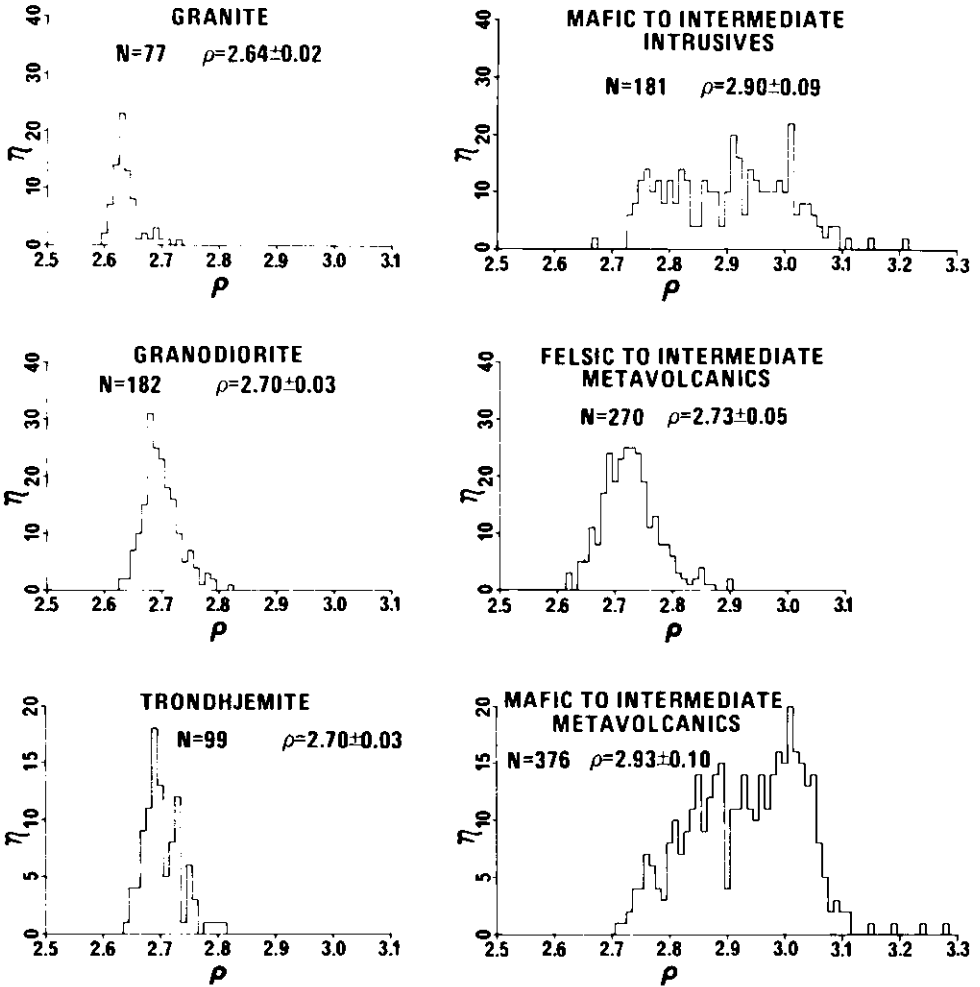 GRANITE
N=77 ρ=2.64±0.02
η
40
30
20
10
0
2.5 2.6 2.7 2.8 2.9 3.0 3.1
ρ
MAFIC TO INTERMEDIATE
INTRUSIVES
N=181 ρ=2.90±0.09
η
40
30
20
10
0
2.5 2.6 2.7 2.8 2.9 3.0 3.1 3.2 3.3
ρ
GRANODIORITE
N=182 ρ=2.70±0.03
η
40
30
20
10
0
2.5 2.6 2.7 2.8 2.9 3.0 3.1
ρ
FELSIC TO INTERMEDIATE
METAVOLCANICS
N=270 ρ=2.73±0.05
η
40
30
20
10
0
2.5 2.6 2.7 2.8 2.9 3.0 3.1
ρ
TRONDHJEMITE
N=99 ρ=2.70±0.03
η
20
15
10
5
0
2.5 2.6 2.7 2.8 2.9 3.0 3.1
ρ
MAFIC TO INTERMEDIATE
METAVOLCANICS
N=376 ρ=2.93±0.10
η
20
15
10
5
0
2.5 2.6 2.7 2.8 2.9 3.0 3.1 3.2 3.3
ρ